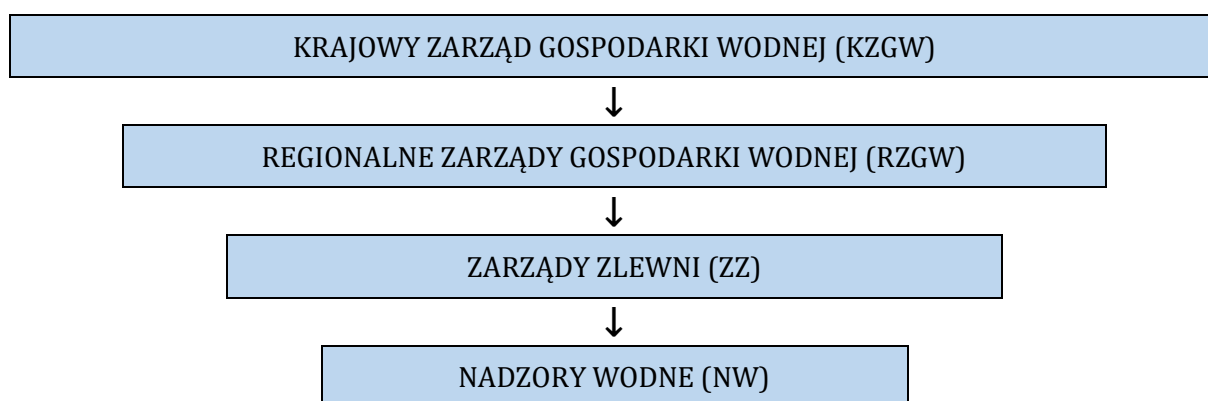 KRAJOWY ZARZĄD GOSPODARKI WODNEJ (KZGW)
REGIONALNE ZARZĄDY GOSPODARKI WODNEJ (RZGW)
ZARZĄDY ZLEWNI (ZZ)
NADZORY WODNE (NW)